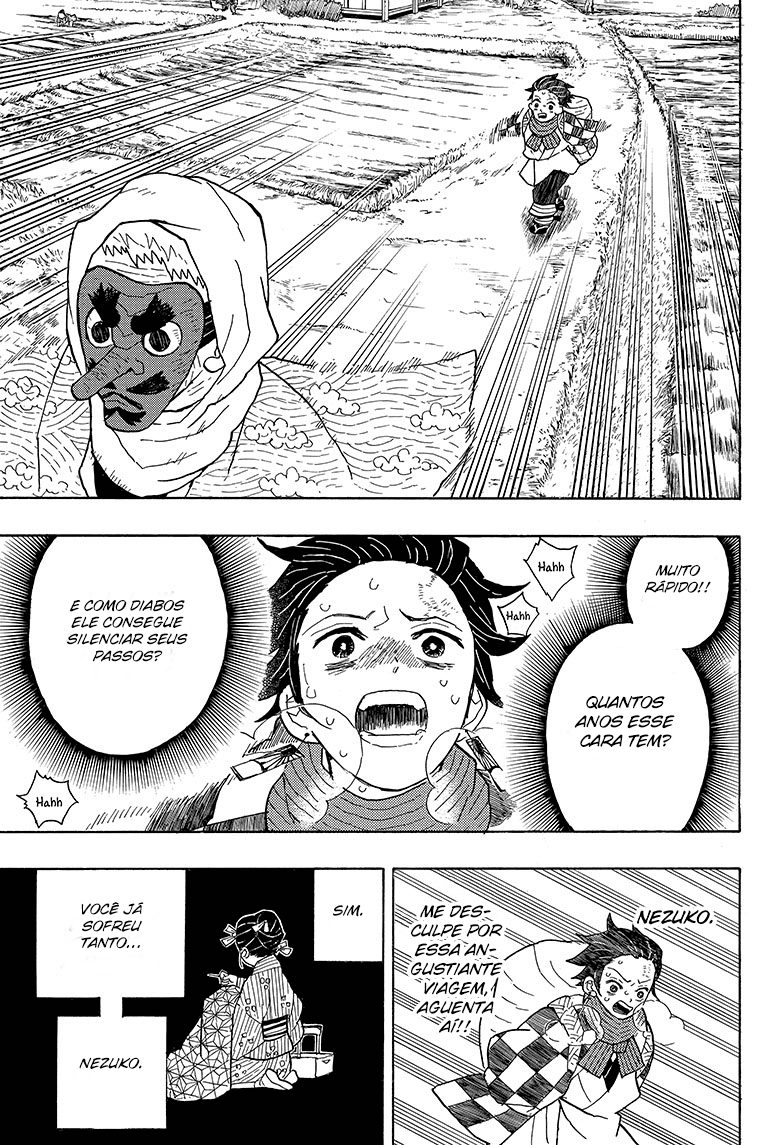 Hahh
MUITO
RÁPIDO!!
Hahh
QUANTOS
ANOS ESSE
CARA TEM?
E COMO DIABOS
ELE CONSEGUE
SILENCIAR SEUS
PASSOS?
Hahh
NEZUKO.
ME DES-
CULPE POR
ESSA AN-
GUSTIANTE
VIAGEM,
AGUENTA
AÍ!!
SIM.
VOCÊ JÁ
SOFREU
TANTO...
NEZUKO.